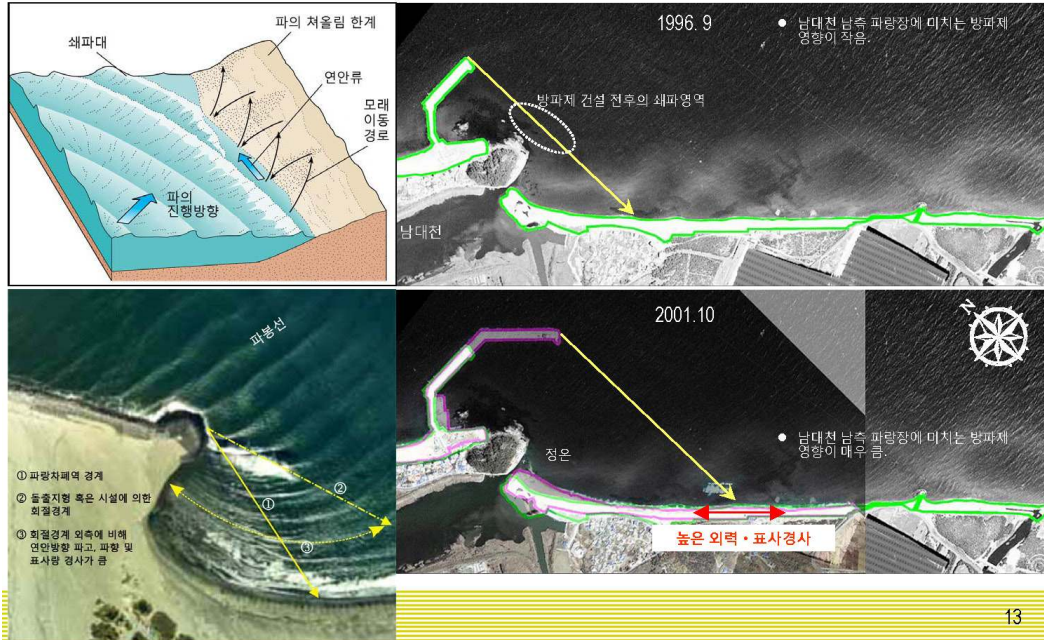 파의 쳐올림 한계
쇄파대
연안류
모래
이동
경로
파의
진행방향
1996. 9
● 남대천 남측 파랑장에 미치는 방파제
영향이 작음.
방파제 건설 전후의 쇄파영역
남대천
파봉선
① 파랑차폐역 경계
② 돌출지형 혹은 시설에 의한
회절경계
③ 회절경계 외측에 비해
연안방향 파고, 파향 및
표사량 경사가 큼
①
②
③
2001.10
N
● 남대천 남측 파랑장에 미치는 방파제
영향이 매우 큼.
정온
높은 외력 • 표사경사
13